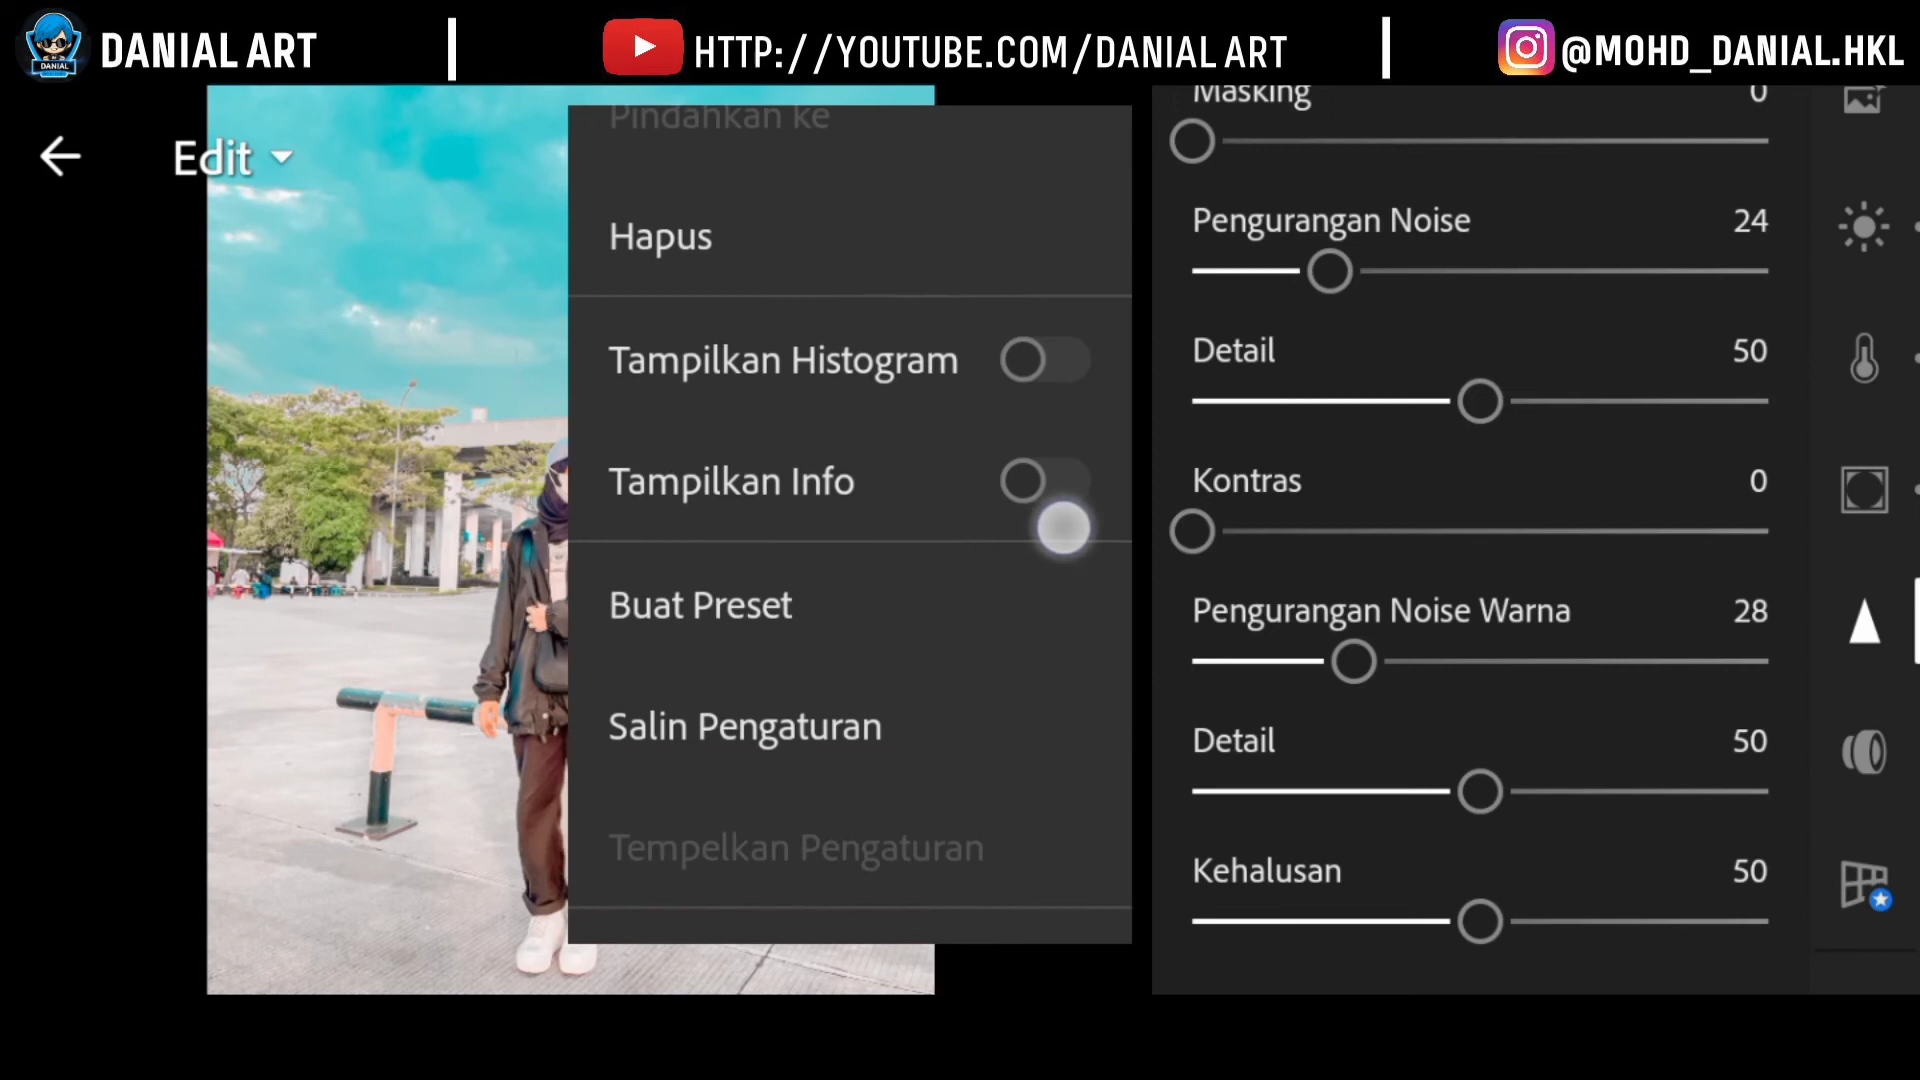 DANIAL ART
HTTP://YOUTUBE.COM/DANIAL ART
@MOHD_DANIAL.HKL
DANIAL
Edit
Pindahkan ke
Hapus
Tampilkan Histogram
Tampilkan Info
Buat Preset
Salin Pengaturan
Tempelkan Pengaturan
Masking 0
Pengurangan Noise 24
Detail 50
Kontras 0
Pengurangan Noise Warna 28
Detail 50
Kehalusan 50